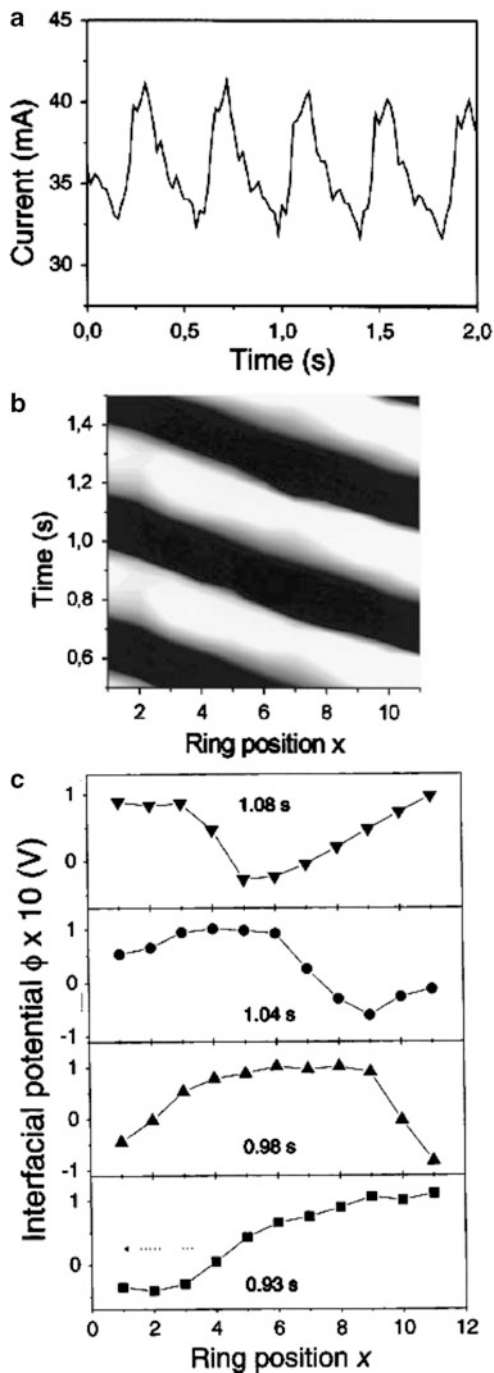 a
45
40
35
30
Current (mA)
0,0 0,5 1,0 1,5 2,0
Time (s)
b
1,4
1,2
1,0
0,8
0,6
Time (s)
2 4 6 8 10
Ring position x
c
1
0
1.08 s
1
0
-1
1.04 s
1
0
-1
0.98 s
1
0
0.93 s
Interfacial potential ϕ x 10 (V)
0 2 4 6 8 10 12
Ring position x